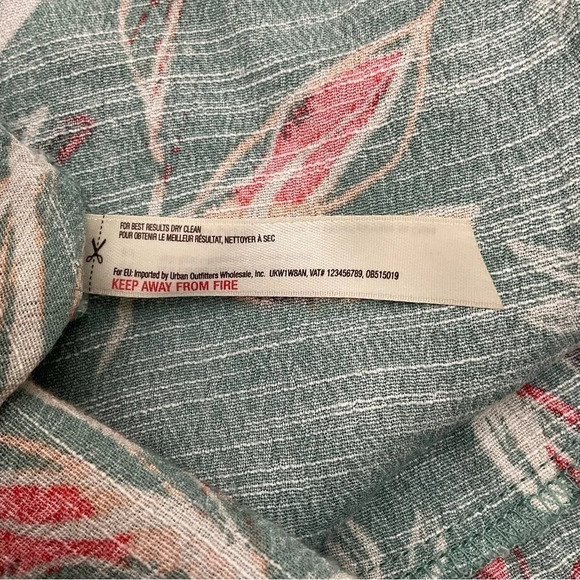 FOR BEST RESULTS DRY CLEAN
POUR OBTENIR LE MEILLEUR RÉSULTAT, NETTOYER À SEC
For EU: Imported by Urban Outfitters Wholesale, Inc. UKW1W8AN, VAT# 123456789, OB515019
KEEP AWAY FROM FIRE